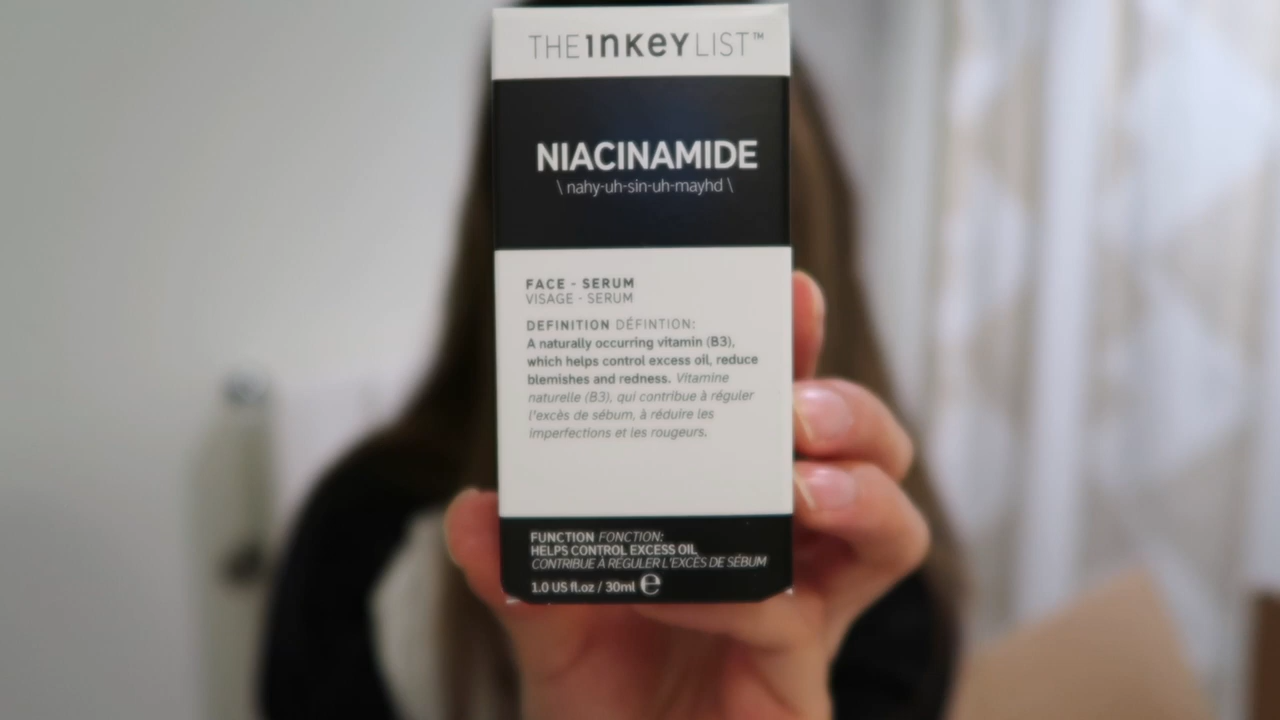 THE INKEY LIST™
NIACINAMIDE
\ nahy-uh-sin-uh-mayhd \
FACE - SERUM
VISAGE - SERUM
DEFINITION DÉFINTION:
A naturally occurring vitamin (B3),
which helps control excess oil, reduce
blemishes and redness. Vitamine
naturelle (B3), qui contribue à réguler
l'excès de sébum, à réduire les
imperfections et les rougeurs.
FUNCTION FONCTION:
HELPS CONTROL EXCESS OIL
CONTRIBUE À RÉGULER L'EXCÈS DE SÉBUM
1.0 US fl.oz / 30ml ℮